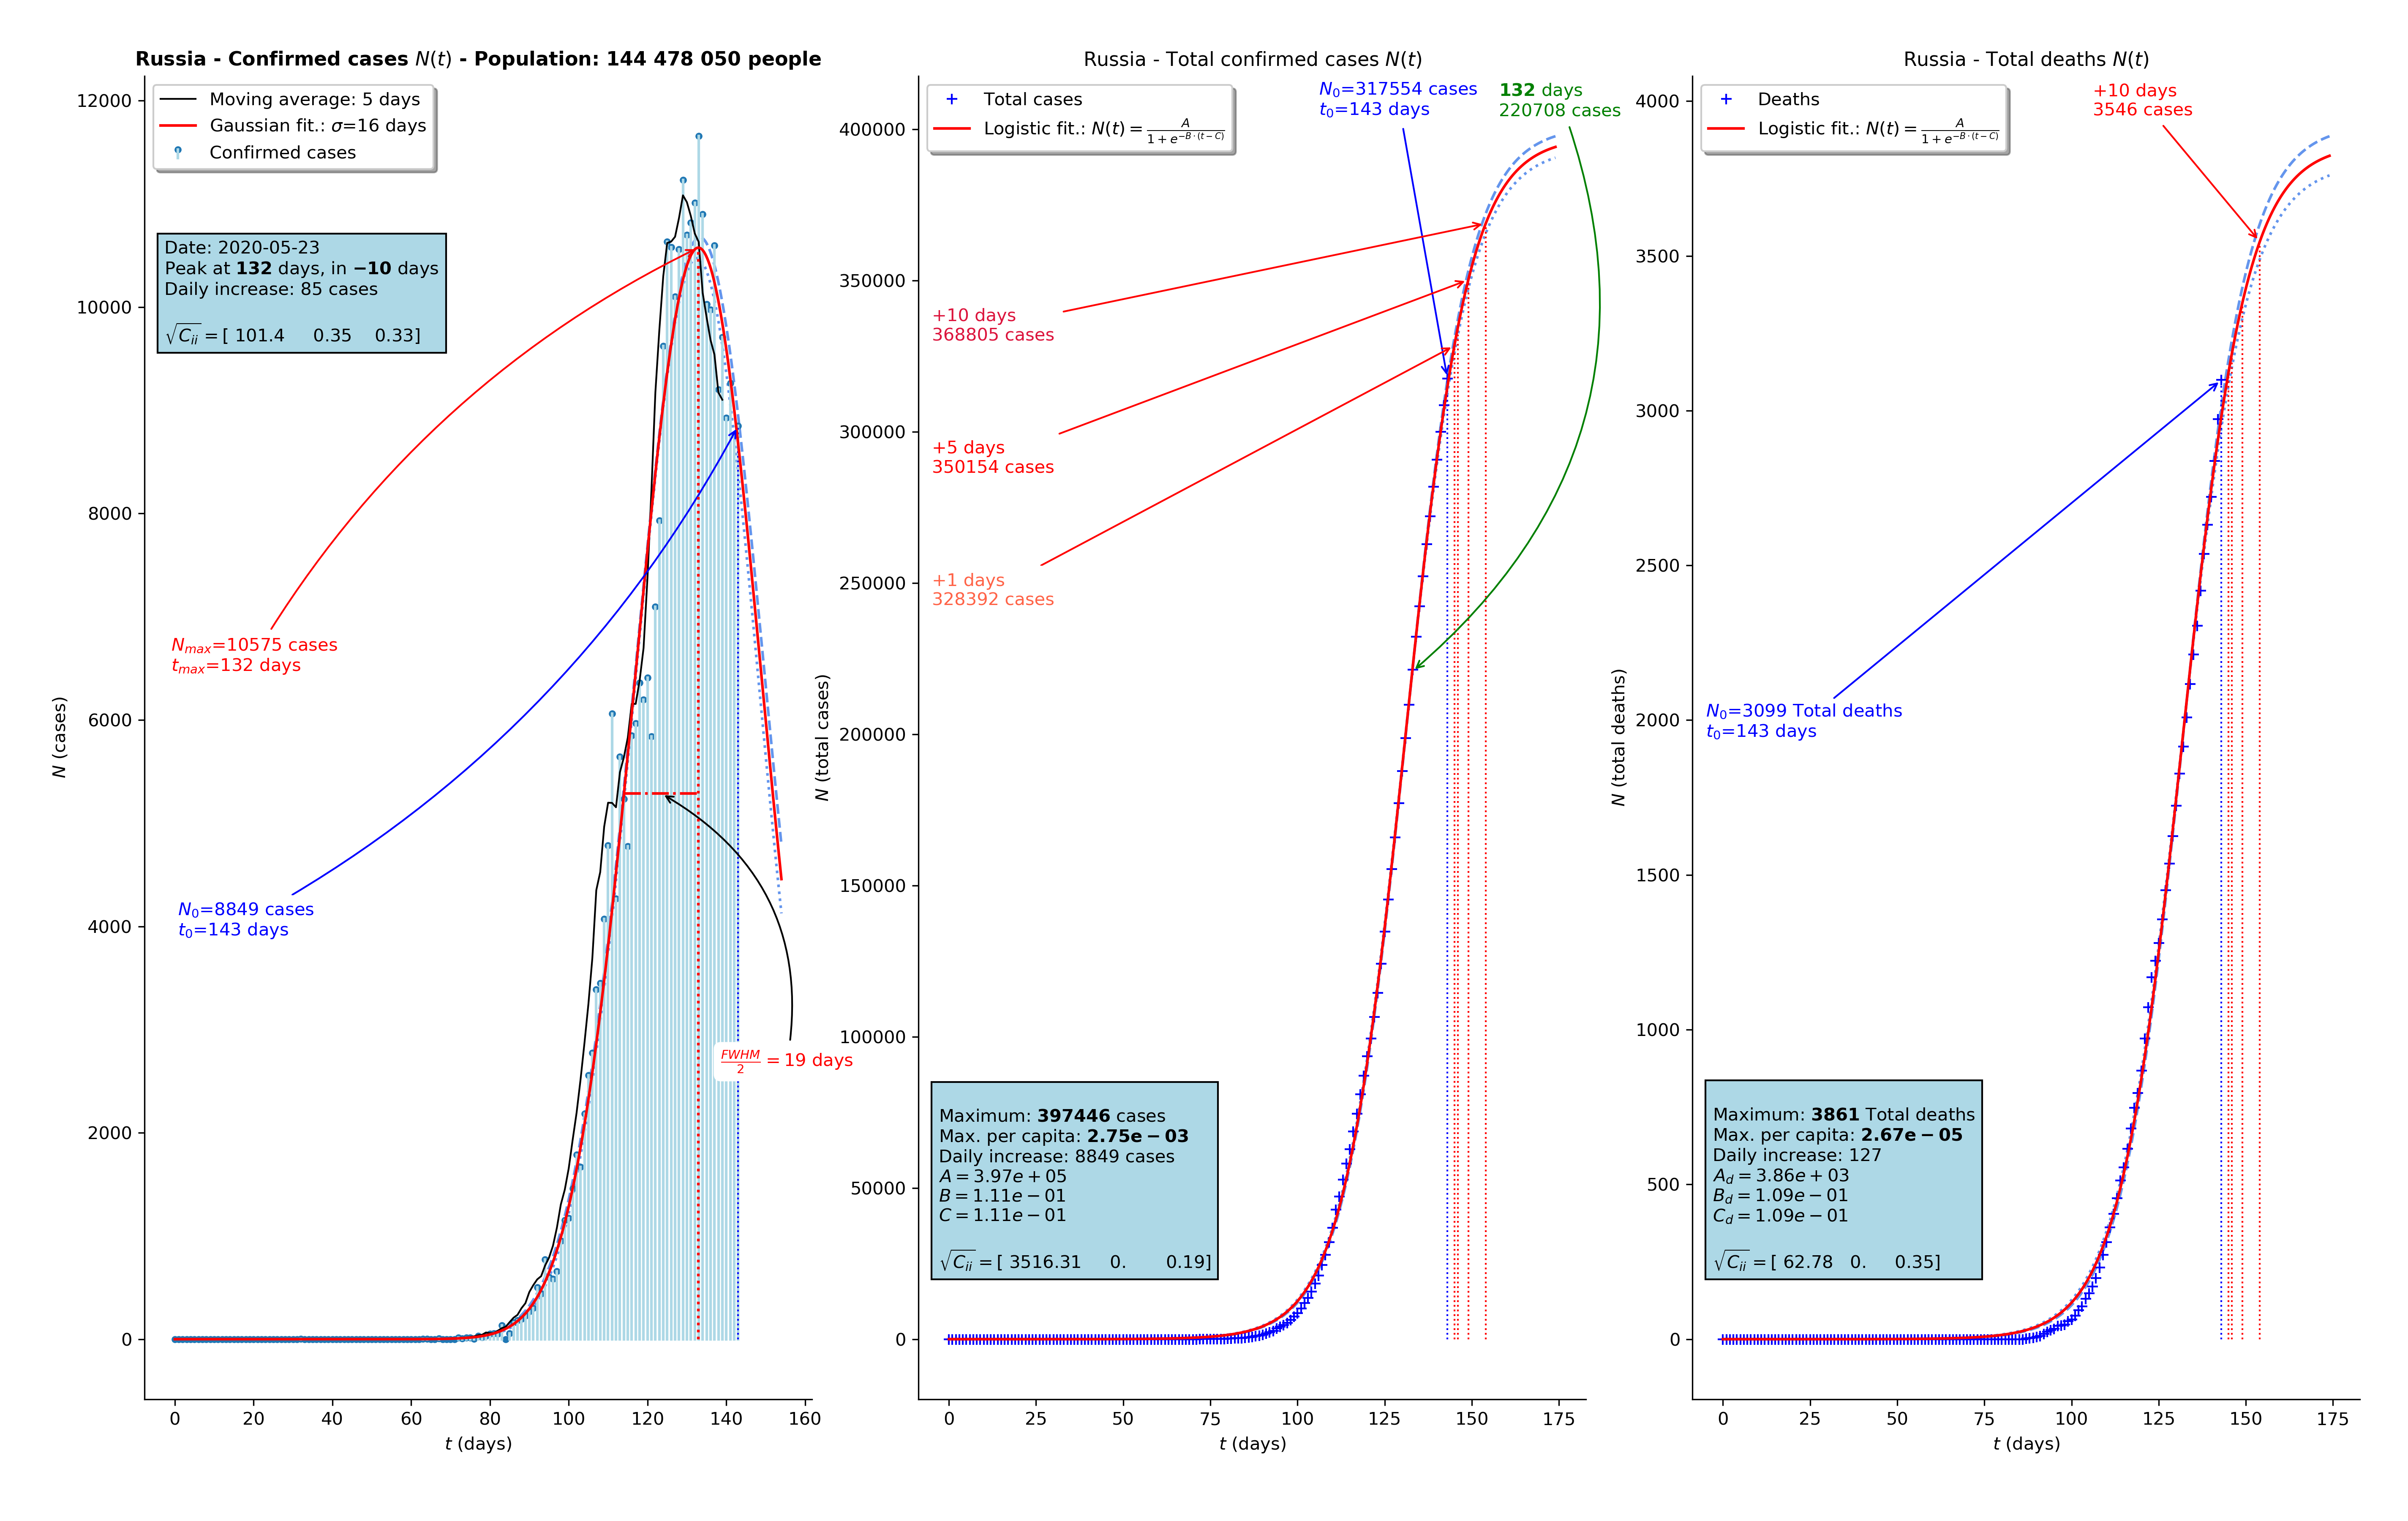 Russia - Confirmed cases N(t) - Population: 144 478 050 people
Moving average: 5 days
Gaussian fit.: σ=16 days
Confirmed cases
Date: 2020-05-23
Peak at 132 days, in −10 days
Daily increase: 85 cases
√C_{ii} = [ 101.4 0.35 0.33]
N_{max}=10575 cases
t_{max}=132 days
N_0=8849 cases
t_0=143 days
FWHM/2 = 19 days
12000
10000
8000
6000
4000
2000
0
N (cases)
0 20 40 60 80 100 120 140 160
t (days)
Russia - Total confirmed cases N(t)
Total cases
Logistic fit.: N(t) = A/(1 + e^{−B·(t−C)})
N_0=317554 cases
t_0=143 days
132 days
220708 cases
+10 days
368805 cases
+5 days
350154 cases
+1 days
328392 cases
Maximum: 397446 cases
Max. per capita: 2.75e − 03
Daily increase: 8849 cases
A = 3.97e + 05
B = 1.11e − 01
C = 1.11e − 01
√C_{ii} = [ 3516.31 0. 0.19]
400000
350000
300000
250000
200000
150000
100000
50000
0
N (total cases)
0 25 50 75 100 125 150 175
t (days)
Russia - Total deaths N(t)
Deaths
Logistic fit.: N(t) = A/(1 + e^{−B·(t−C)})
+10 days
3546 cases
N_0=3099 Total deaths
t_0=143 days
Maximum: 3861 Total deaths
Max. per capita: 2.67e − 05
Daily increase: 127
A_d = 3.86e + 03
B_d = 1.09e − 01
C_d = 1.09e − 01
√C_{ii} = [ 62.78 0. 0.35]
4000
3500
3000
2500
2000
1500
1000
500
0
N (total deaths)
0 25 50 75 100 125 150 175
t (days)